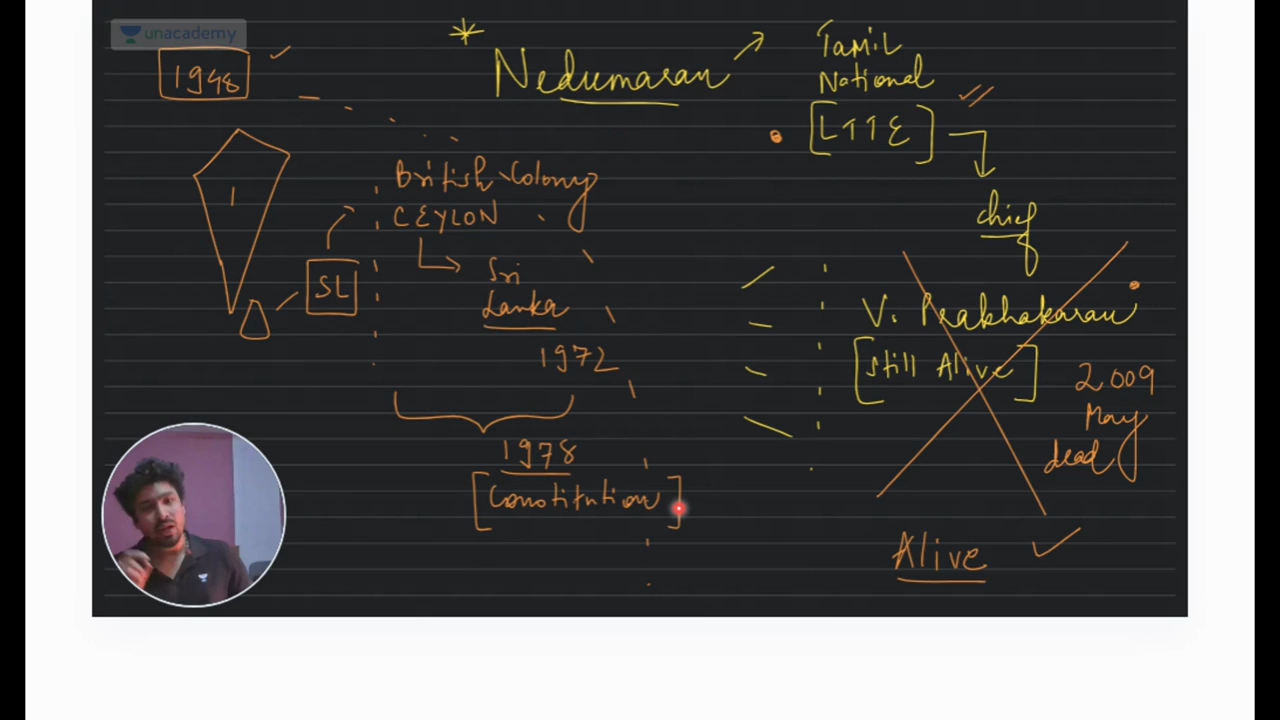 unacademy
1948
* Nedumaran
Tamil
National
[LTTE]
chief
British Colony
CEYLON
SL
Sri
Lanka
1972
V. Prabhakaran
[Still Alive]
2009
May
dead
1978
[Constitution]
Alive